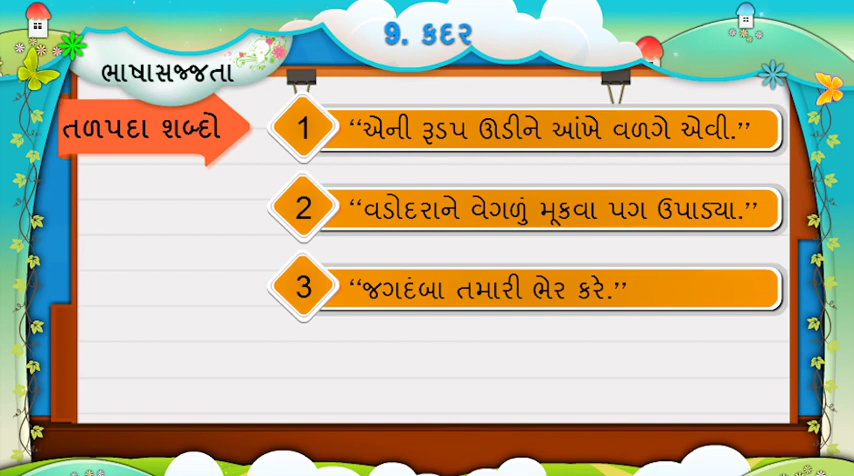 9. કદર
ભાષાસજ્જતા
તળપદા શબ્દો
1 “એની રૂડપ ઊડીને આંખે વળગે એવી.”
2 “વડોદરાને વેગળું મૂકવા પગ ઉપાડ્યા.”
3 “જગદંબા તમારી ભેર કરે.”